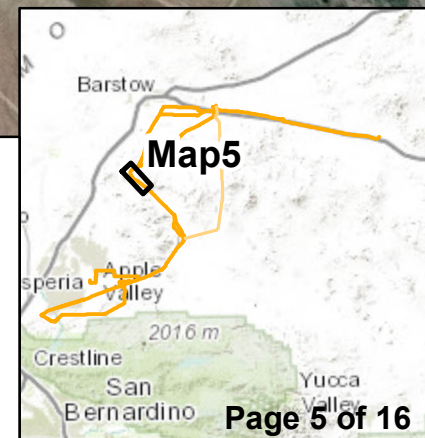 M O
Barstow
Map5
speria
Apple
Valley
2016 m
Crestline
San
Bernardino
Yucca
Valley
Page 5 of 16